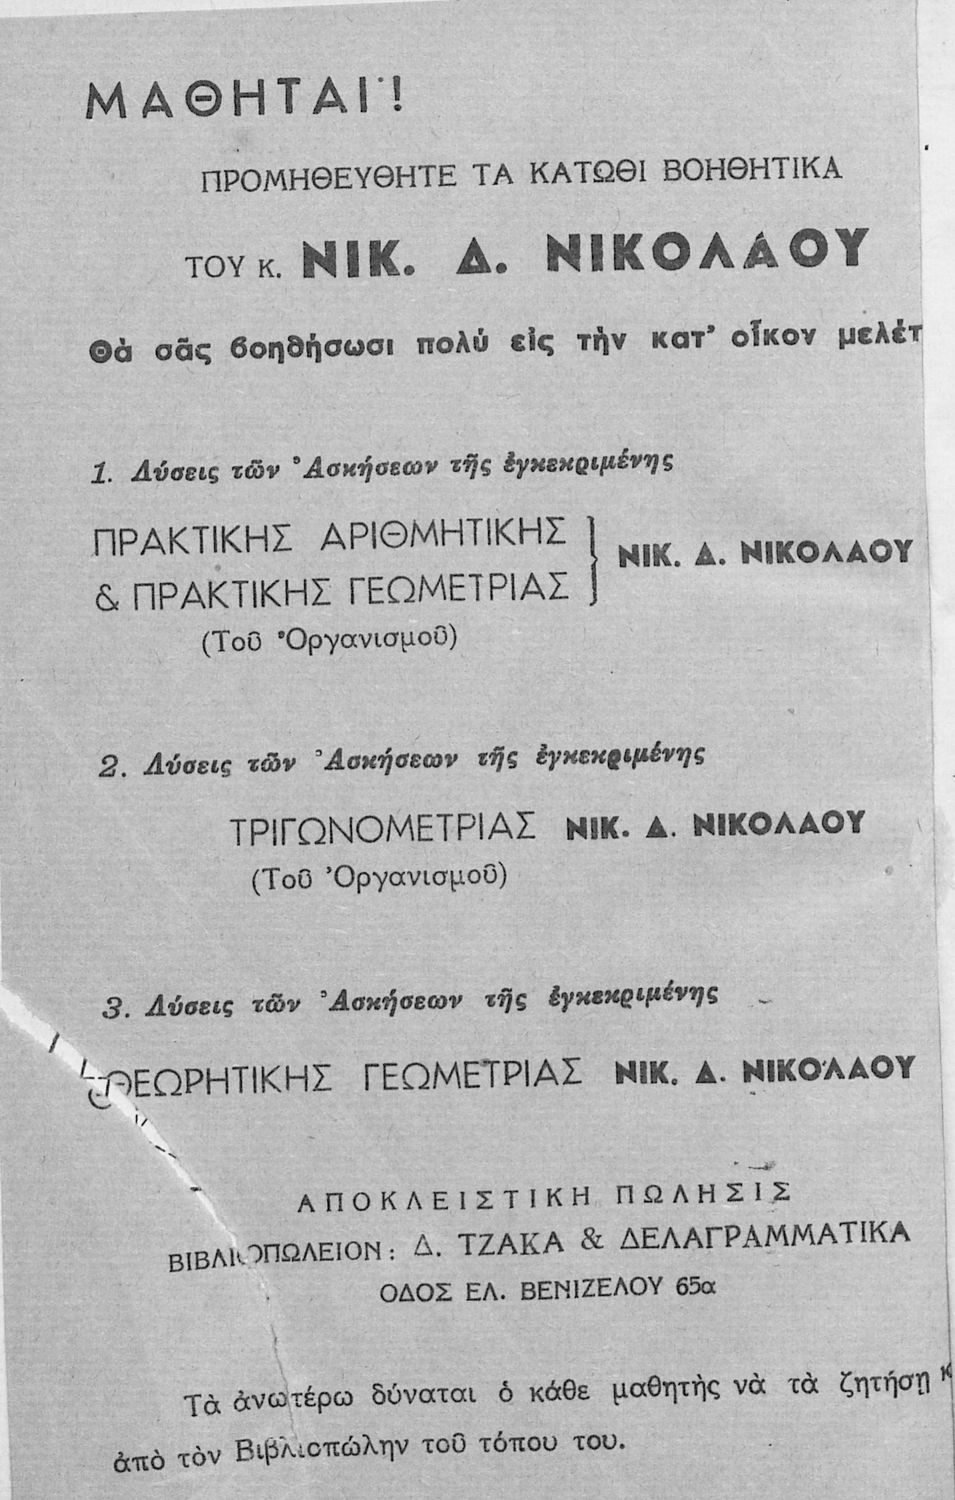 ΜΑΘΗΤΑΙ !
ΠΡΟΜΗΘΕΥΘΗΤΕ ΤΑ ΚΑΤΩΘΙ ΒΟΗΘΗΤΙΚΑ
ΤΟΥ κ. ΝΙΚ. Δ. ΝΙΚΟΛΑΟΥ
Θὰ σᾶς βοηθήσωσι πολύ εἰς τὴν κατ' οἶκον
1. Λύσεις τῶν Ἀσκήσεων τῆς ἐγκεκριμένης
ΠΡΑΚΤΙΚΗΣ ΑΡΙΘΜΗΤΙΚΗΣ
& ΠΡΑΚΤΙΚΗΣ ΓΕΩΜΕΤΡΙΑΣ
ΝΙΚ. Δ. ΝΙΚΟΛΑΟΥ
(Τοῦ Ὀργανισμοῦ)
2. Λύσεις τῶν Ἀσκήσεων τῆς ἐγκεκριμένης
ΤΡΙΓΩΝΟΜΕΤΡΙΑΣ ΝΙΚ. Δ. ΝΙΚΟΛΑΟΥ
(Τοῦ Ὀργανισμοῦ)
3. Λύσεις τῶν Ἀσκήσεων τῆς ἐγκεκριμένης
ΘΕΩΡΗΤΙΚΗΣ ΓΕΩΜΕΤΡΙΑΣ ΝΙΚ. Δ. ΝΙΚΟΛΑΟΥ
ΑΠΟΚΛΕΙΣΤΙΚΗ ΠΩΛΗΣΙΣ
ΒΙΒΛΙΟΠΩΛΕΙΟΝ : Δ. ΤΖΑΚΑ & ΔΕΛΑΓΡΑΜΜΑΤΙΚΑ
ΟΔΟΣ ΕΛ. ΒΕΝΙΖΕΛΟΥ 65α
Τὰ ἀνωτέρω δύναται ὁ κάθε μαθητὴς νὰ τὰ ζητήσῃ
ἀπὸ τὸν Βιβλιοπώλην τοῦ τόπου του.